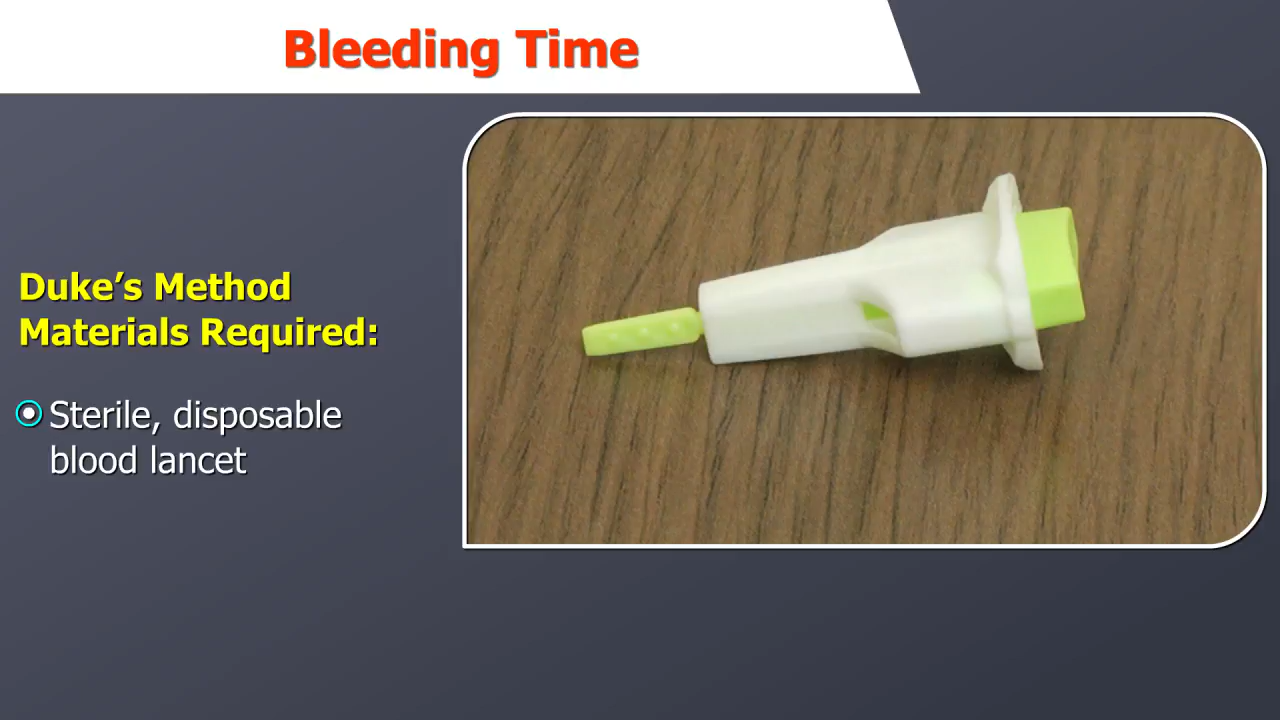 Bleeding Time
Duke’s Method
Materials Required:
Sterile, disposable
blood lancet